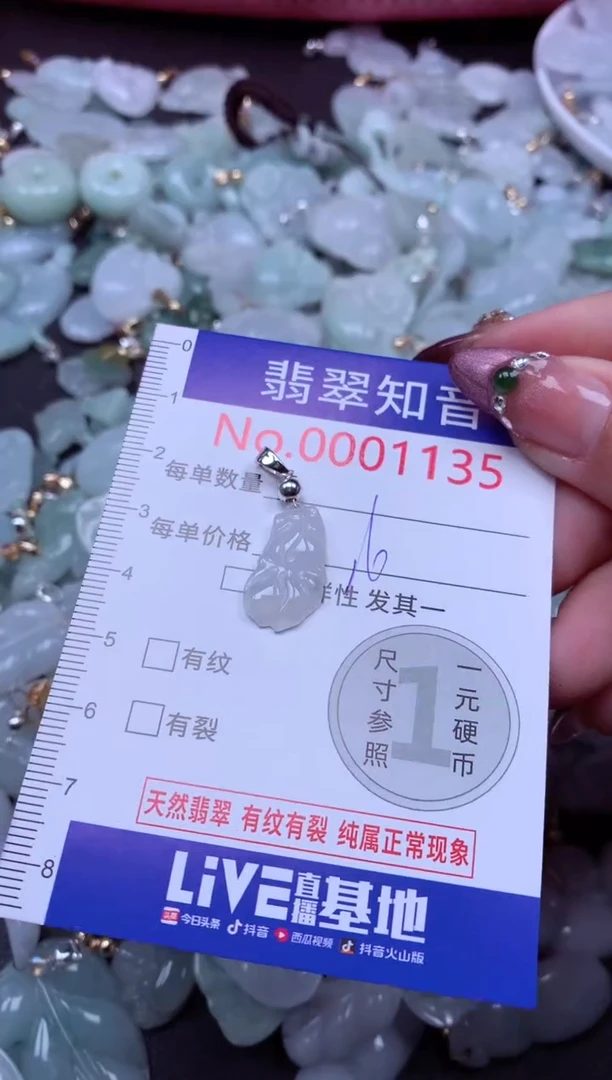 0
翡翠知音
1
No.0001135
2
每单数量
3
每单价格
16
4
样性 发其一
5
有纹
尺寸参照
1
一元硬币
6
有裂
7
天然翡翠 有纹有裂 纯属正常现象
8
LiVE直播基地
今日头条 抖音 西瓜视频 抖音火山版